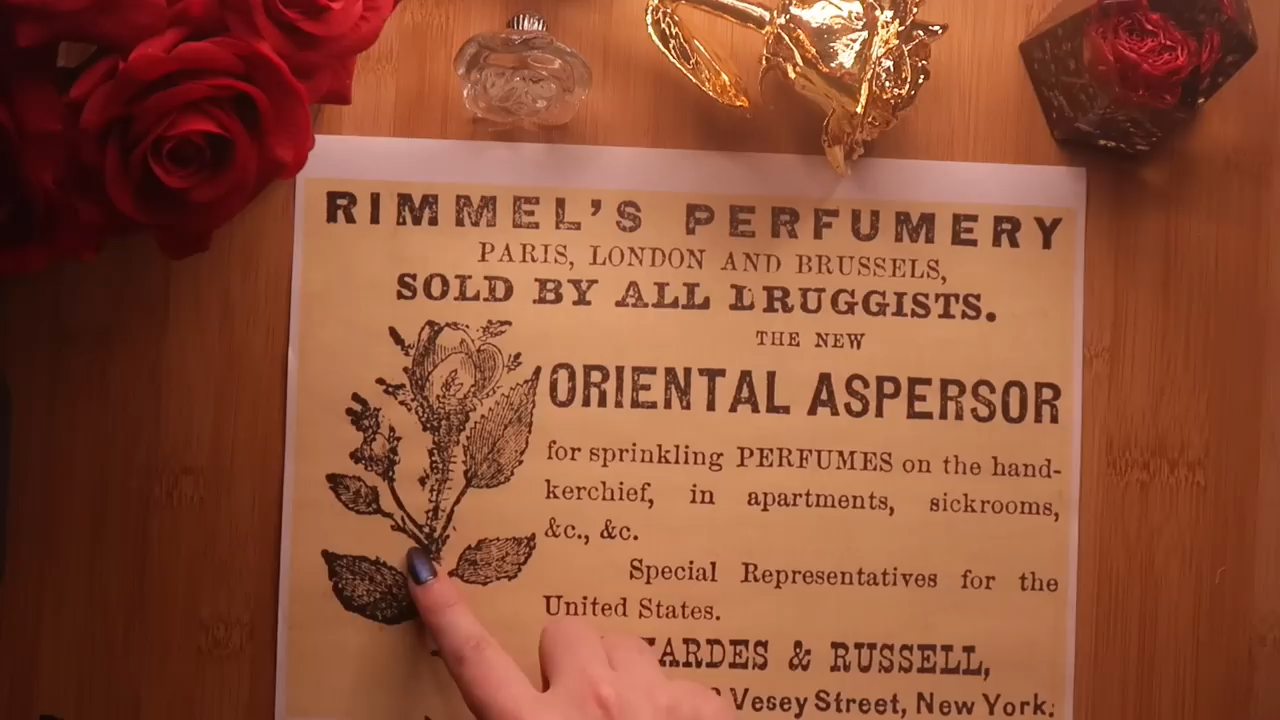 RIMMEL'S PERFUMERY
PARIS, LONDON AND BRUSSELS,
SOLD BY ALL DRUGGISTS.
THE NEW
ORIENTAL ASPERSOR
for sprinkling PERFUMES on the hand-
kerchief, in apartments, sickrooms,
&c., &c.
Special Representatives for the
United States.
& RUSSELL,
Vesey Street, New York.